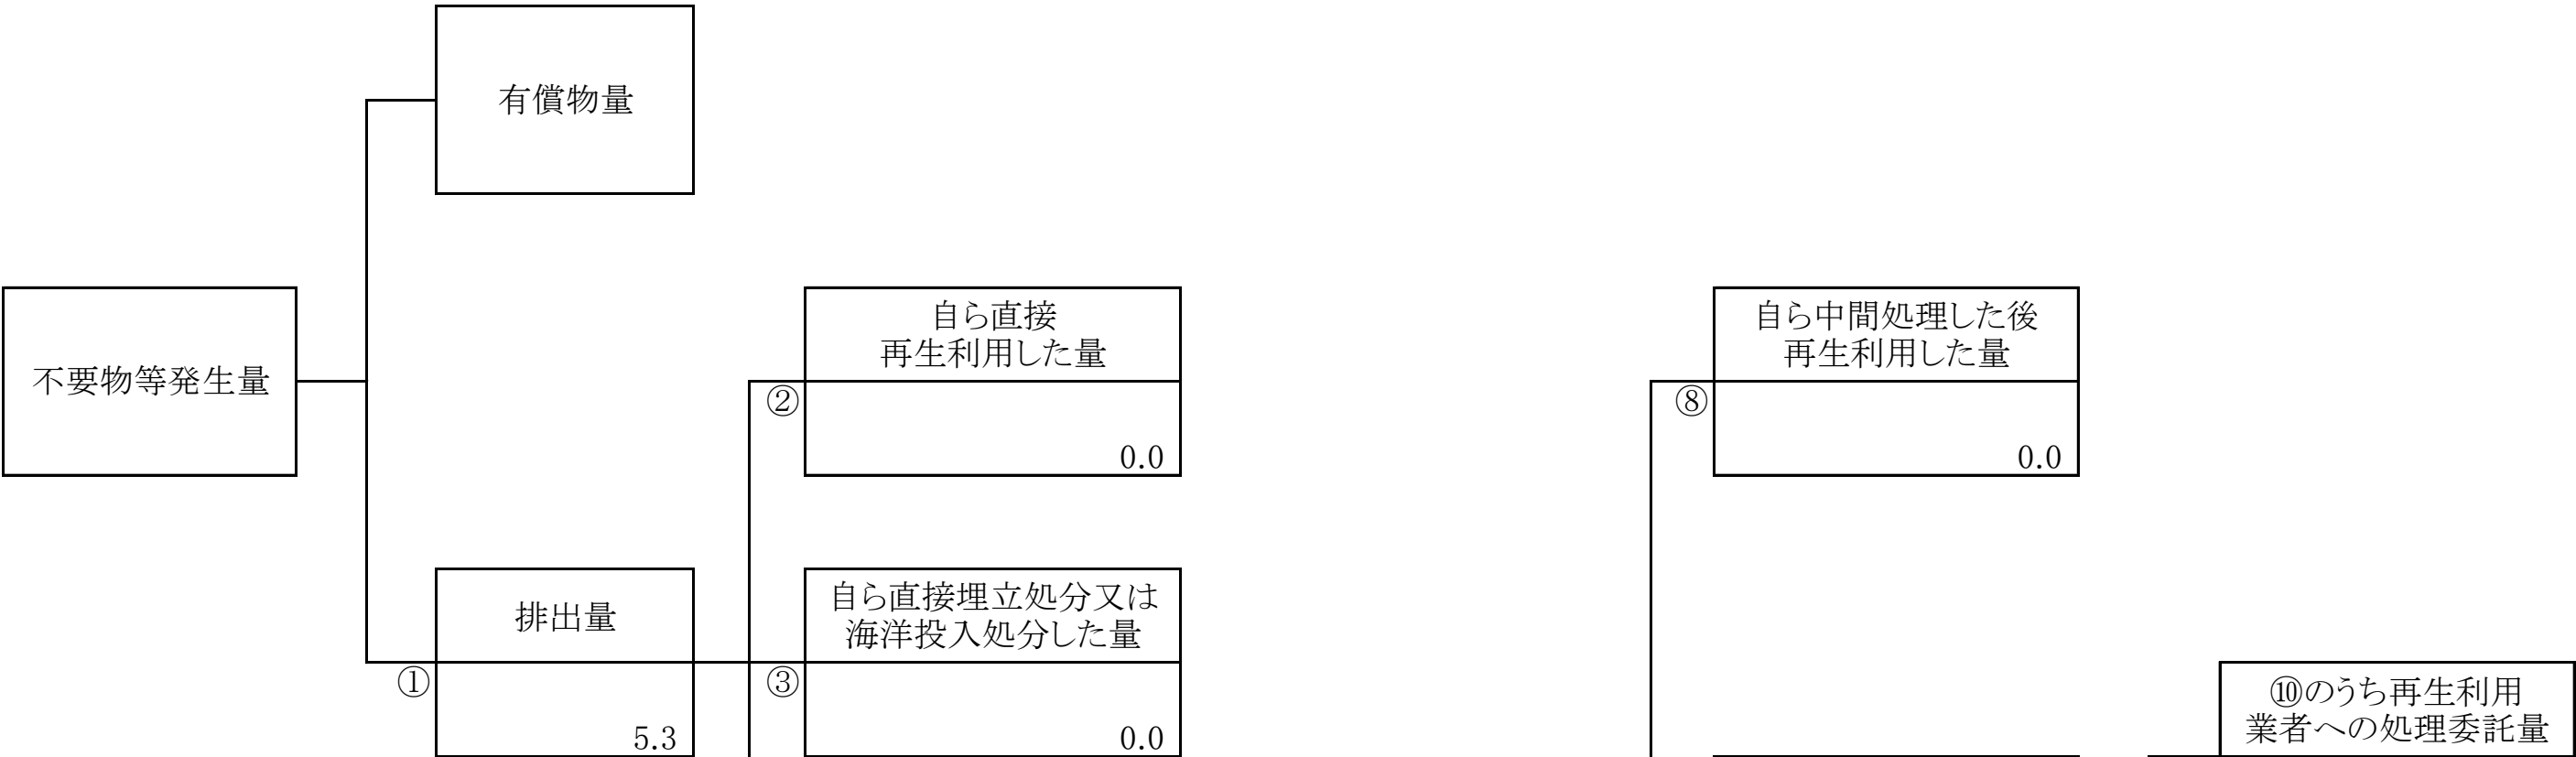 有償物量
不要物等発生量
自ら直接
再生利用した量
②
0.0
自ら中間処理した後
再生利用した量
⑧
0.0
排出量
①
5.3
自ら直接埋立処分又は
海洋投入処分した量
③
0.0
⑩のうち再生利用
業者への処理委託量